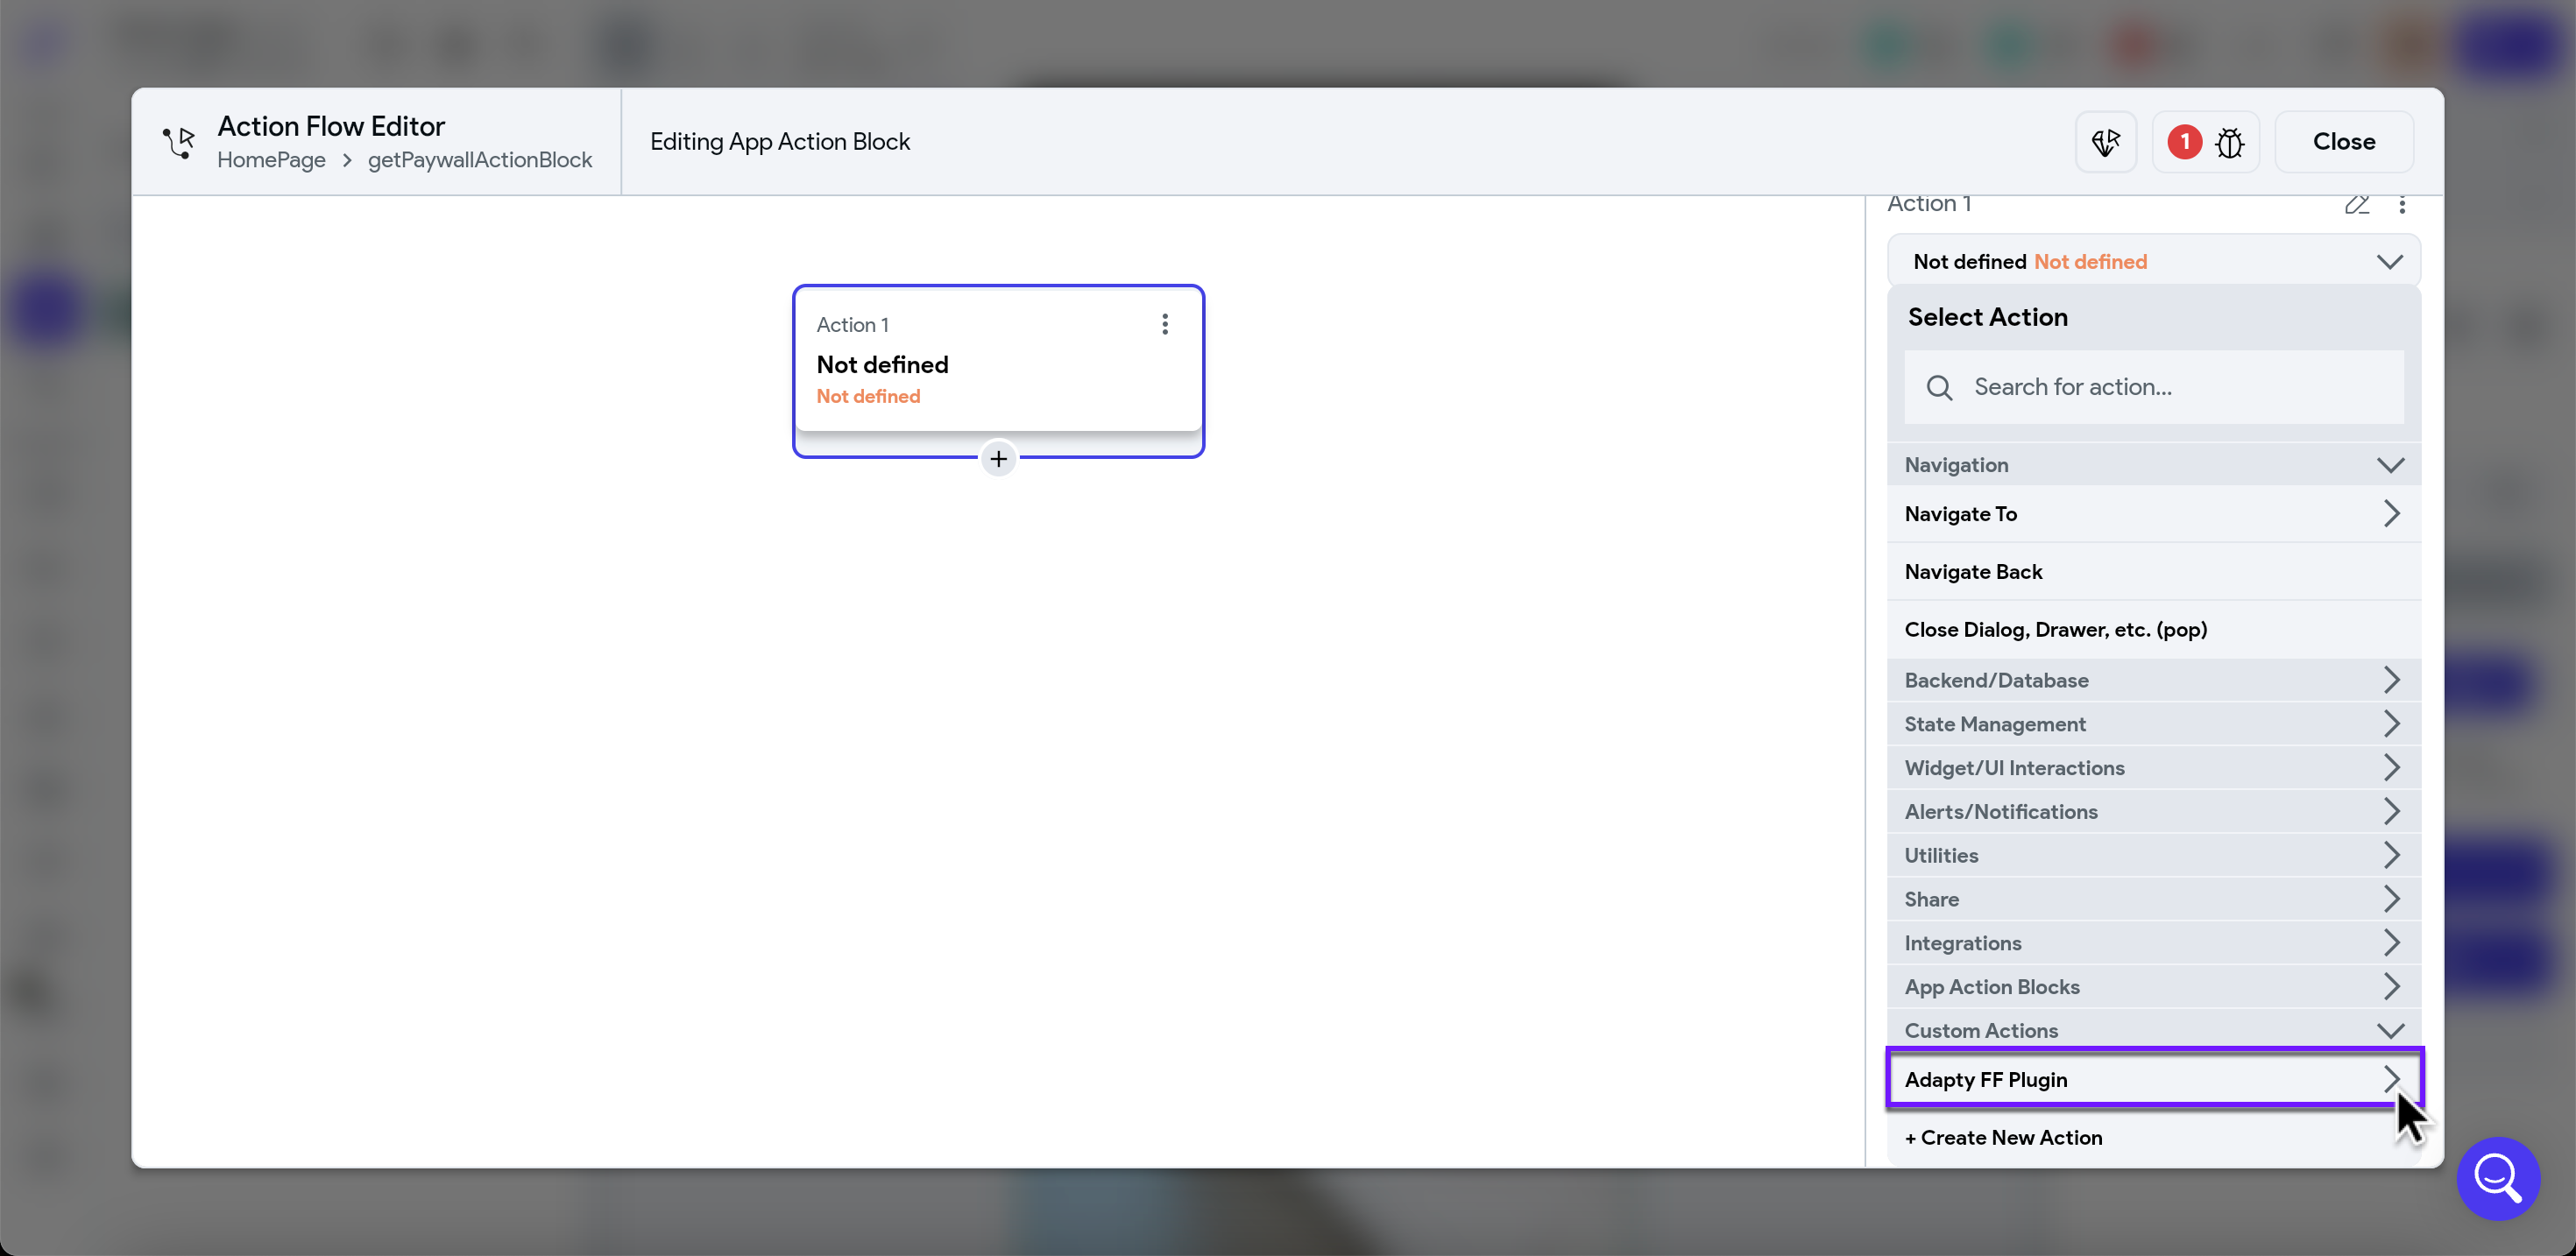 Action Flow Editor
HomePage > getPaywallActionBlock
Editing App Action Block
1
Close
Action 1
Not defined
Not defined
Action 1
Not defined Not defined
Select Action
Search for action...
Navigation
Navigate To
Navigate Back
Close Dialog, Drawer, etc. (pop)
Backend/Database
State Management
Widget/UI Interactions
Alerts/Notifications
Utilities
Share
Integrations
App Action Blocks
Custom Actions
Adapty FF Plugin
+ Create New Action